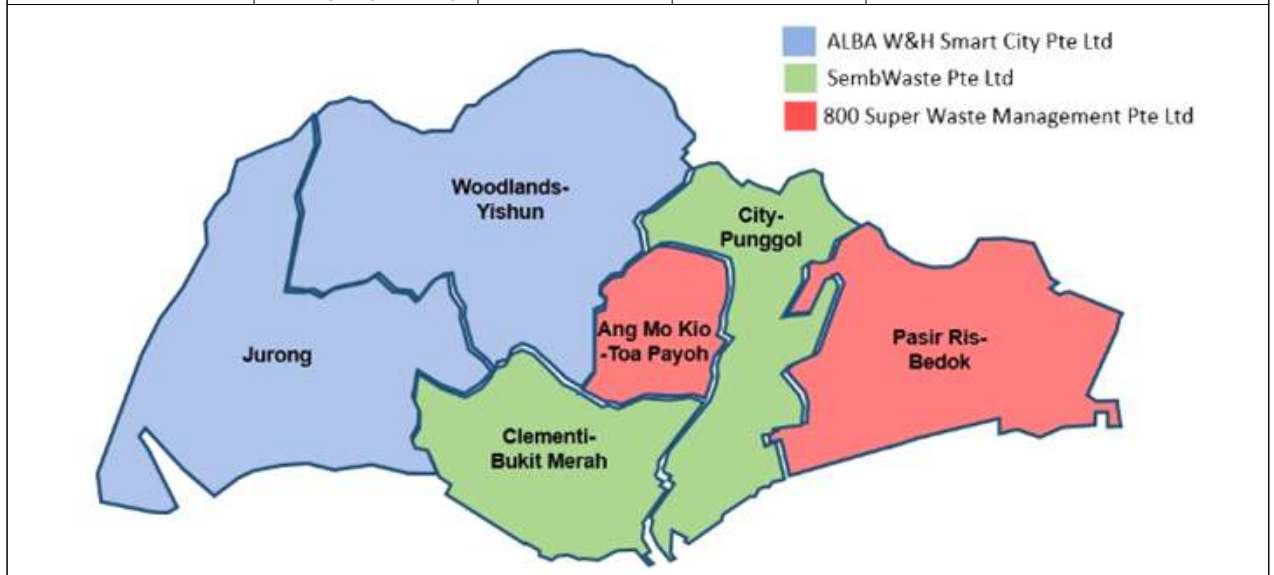 ALBA W&H Smart City Pte Ltd
SembWaste Pte Ltd
800 Super Waste Management Pte Ltd
Woodlands-
Yishun
City-
Punggol
Ang Mo Kio
-Toa Payoh
Pasir Ris-
Bedok
Jurong
Clementi-
Bukit Merah